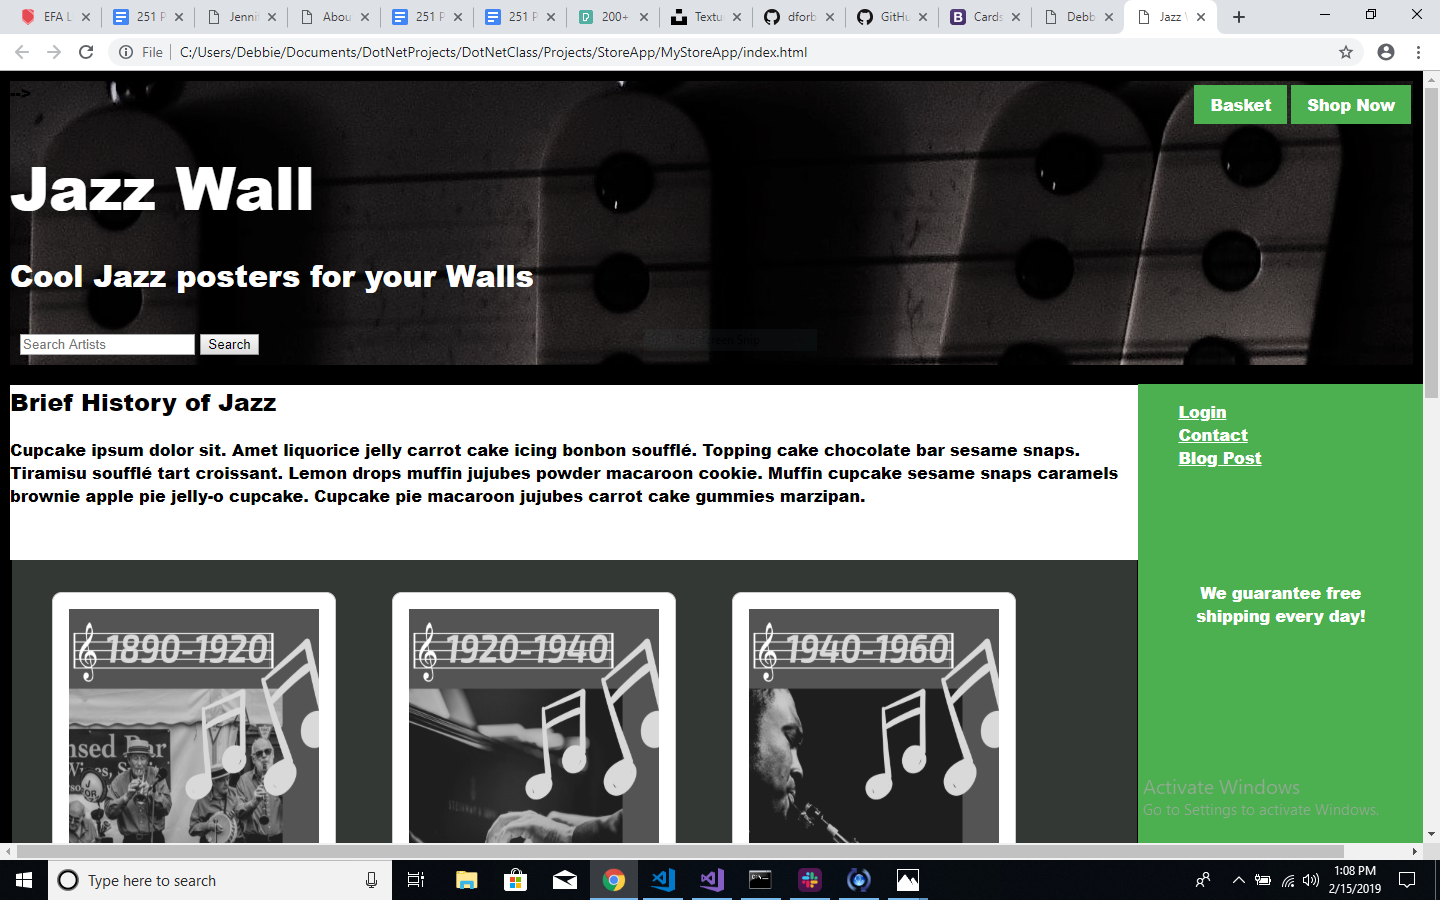 EFA L
251 P
Jenni
Abou
251 P
251 P
200+
Textu
dforb
GitHu
Cards
Debb
Jazz
File
C:/Users/Debbie/Documents/DotNetProjects/DotNetClass/Projects/StoreApp/MyStoreApp/index.html
-->
Basket
Shop Now
Jazz Wall
Cool Jazz posters for your Walls
Search Artists
Search
Brief History of Jazz
Cupcake ipsum dolor sit. Amet liquorice jelly carrot cake icing bonbon soufflé. Topping cake chocolate bar sesame snaps.
Tiramisu soufflé tart croissant. Lemon drops muffin jujubes powder macaroon cookie. Muffin cupcake sesame snaps caramels
brownie apple pie jelly-o cupcake. Cupcake pie macaroon jujubes carrot cake gummies marzipan.
Login
Contact
Blog Post
We guarantee free
shipping every day!
1890-1920
1920-1940
1940-1960
nsed Bar
Activate Windows
Go to Settings to activate Windows.
Type here to search
1:08 PM
2/15/2019